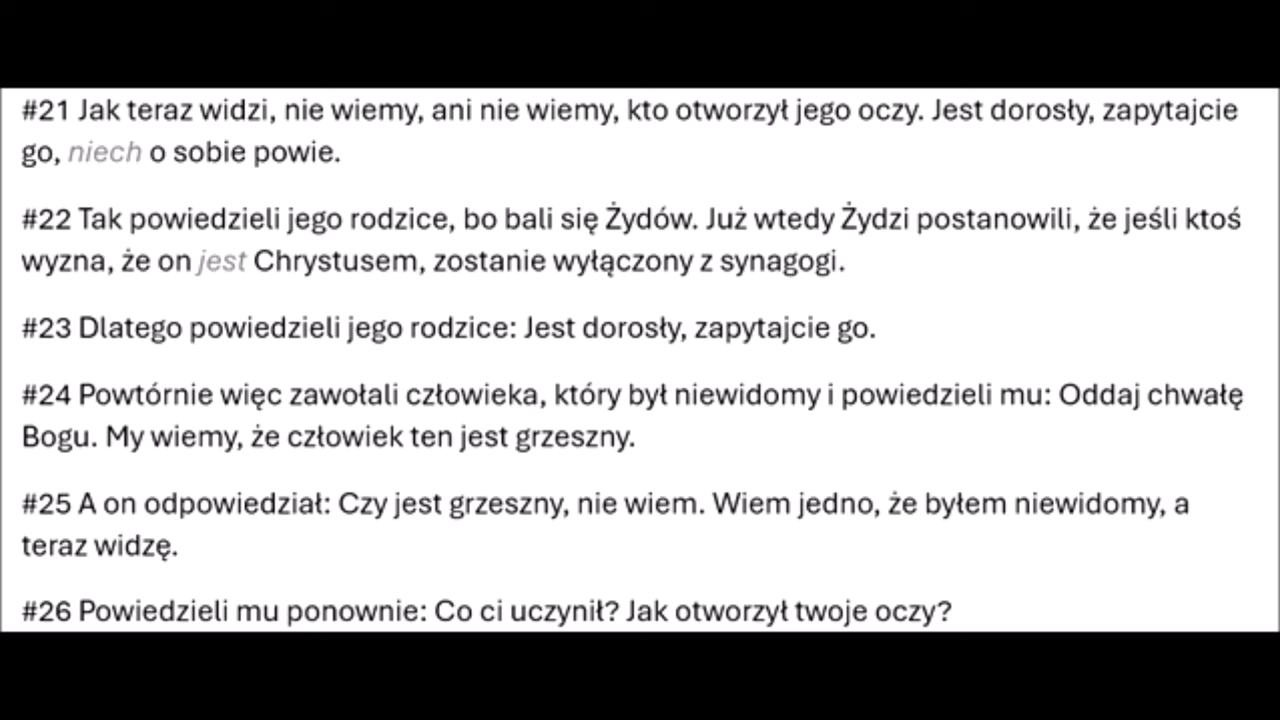 #21 Jak teraz widzi, nie wiemy, ani nie wiemy, kto otworzył jego oczy. Jest dorosły, zapytajcie
go, niech o sobie powie.
#22 Tak powiedzieli jego rodzice, bo bali się Żydów. Już wtedy Żydzi postanowili, że jeśli ktoś
wyzna, że on jest Chrystusem, zostanie wyłączony z synagogi.
#23 Dlatego powiedzieli jego rodzice: Jest dorosły, zapytajcie go.
#24 Powtórnie więc zawołali człowieka, który był niewidomy i powiedzieli mu: Oddaj chwałę
Bogu. My wiemy, że człowiek ten jest grzeszny.
#25 A on odpowiedział: Czy jest grzeszny, nie wiem. Wiem jedno, że byłem niewidomy, a
teraz widzę.
#26 Powiedzieli mu ponownie: Co ci uczynił? Jak otworzył twoje oczy?